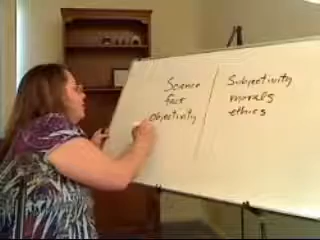 Science
fact
objectivity
Subjectivity
morals
ethics